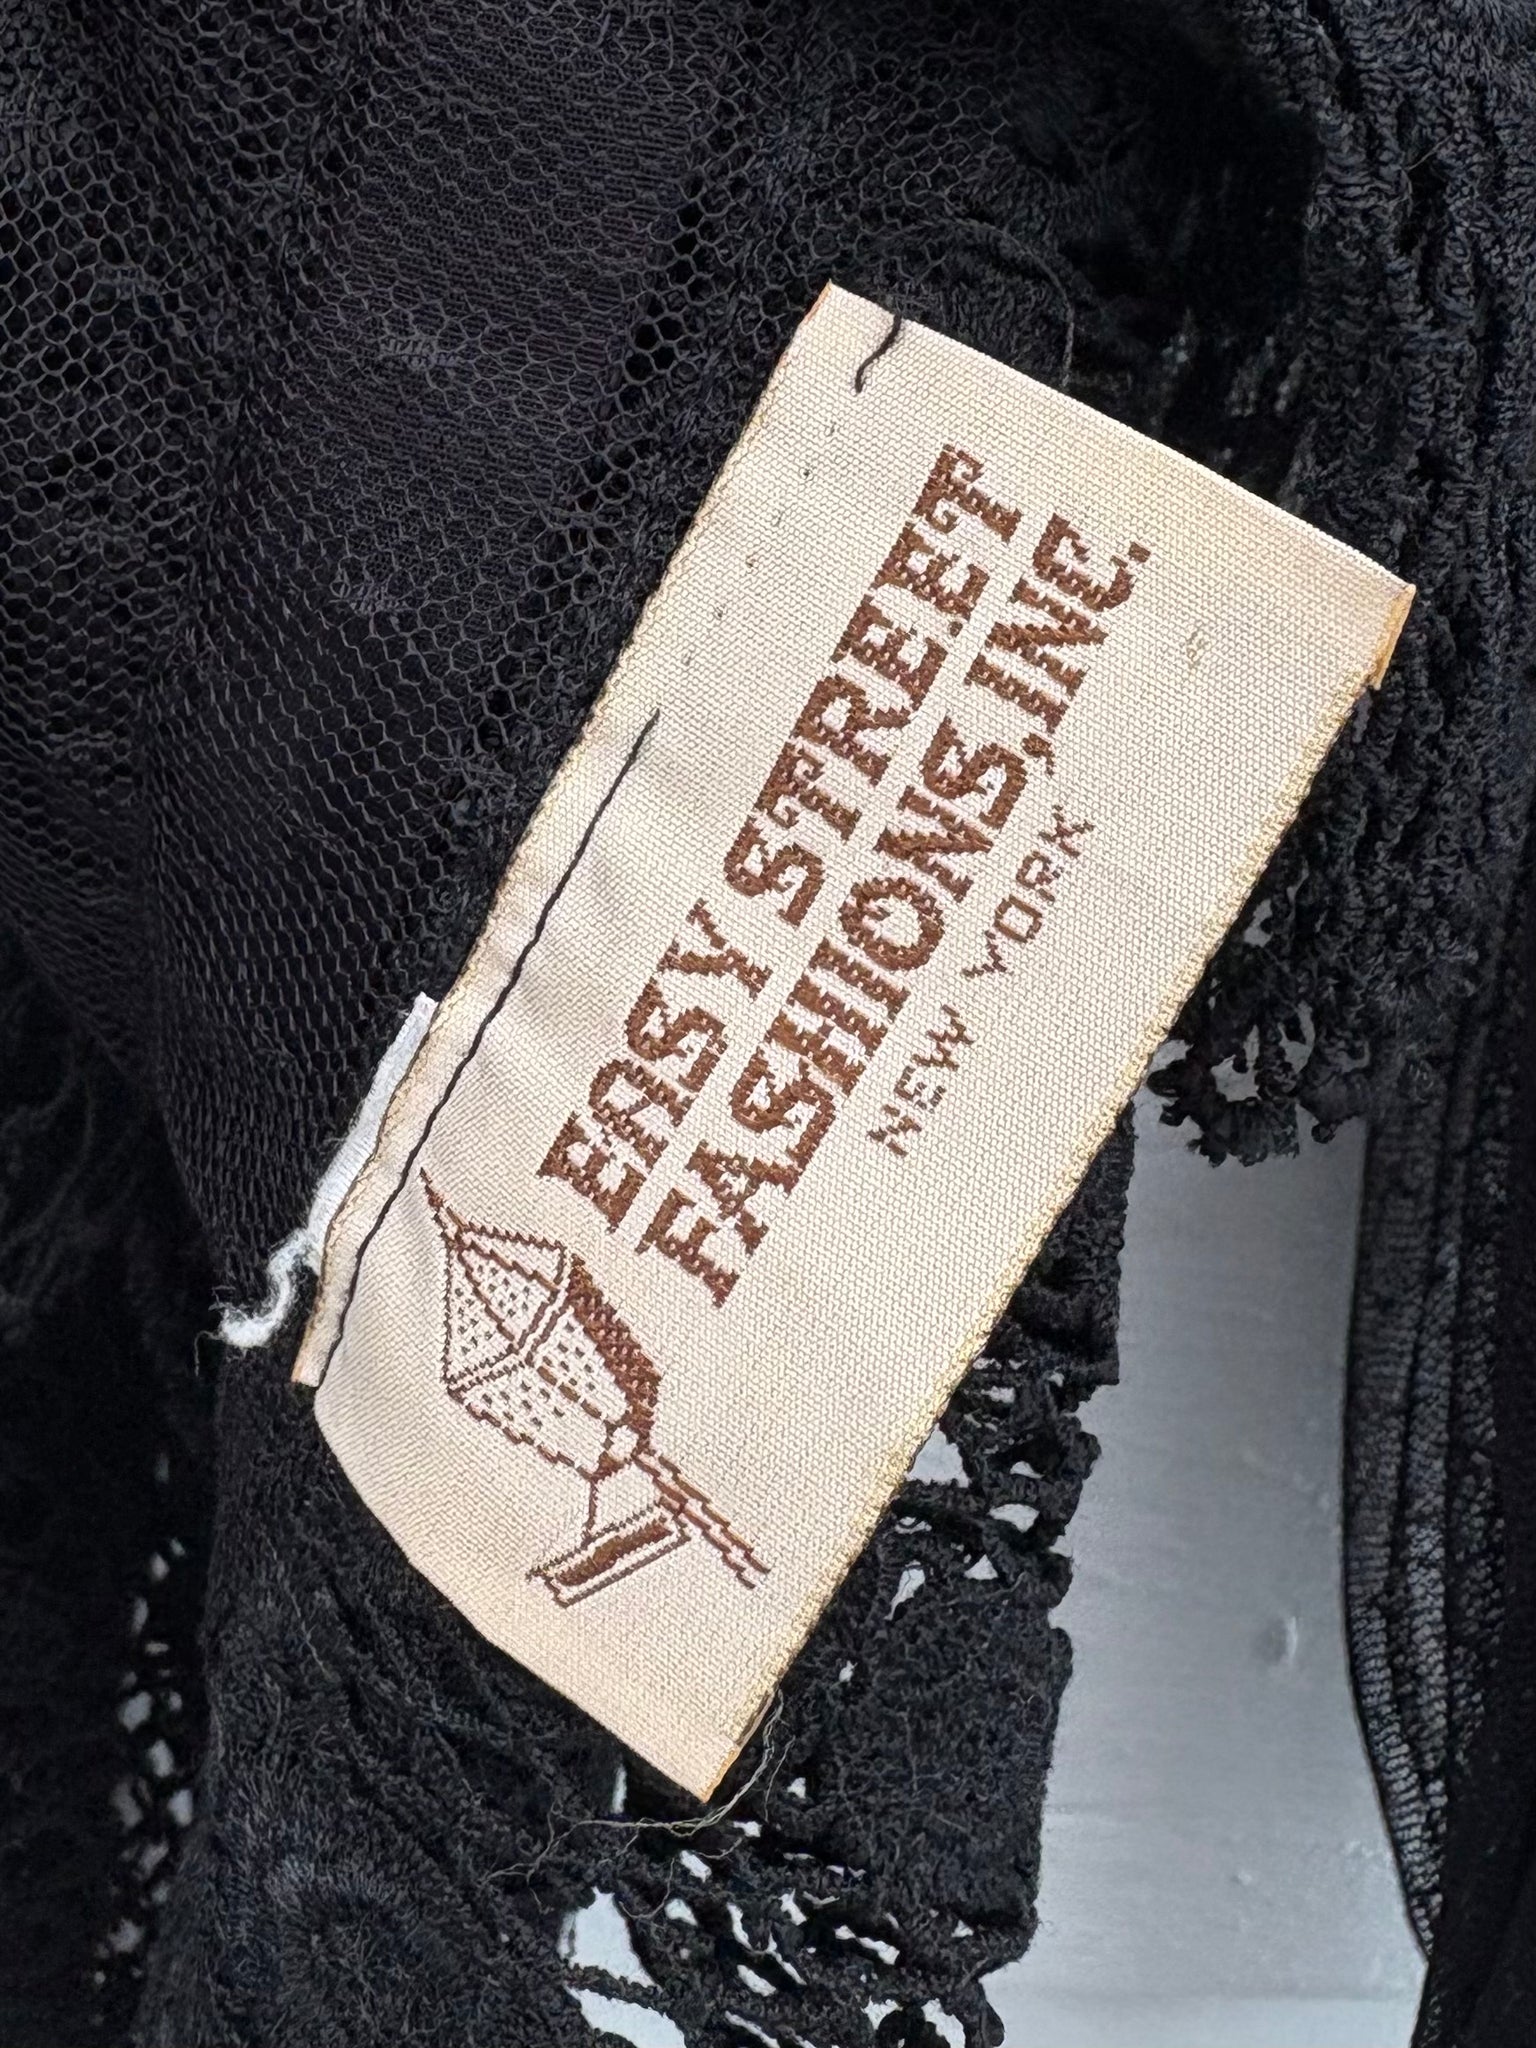 EASY STREET
FASHIONS, INC.
NEW YORK